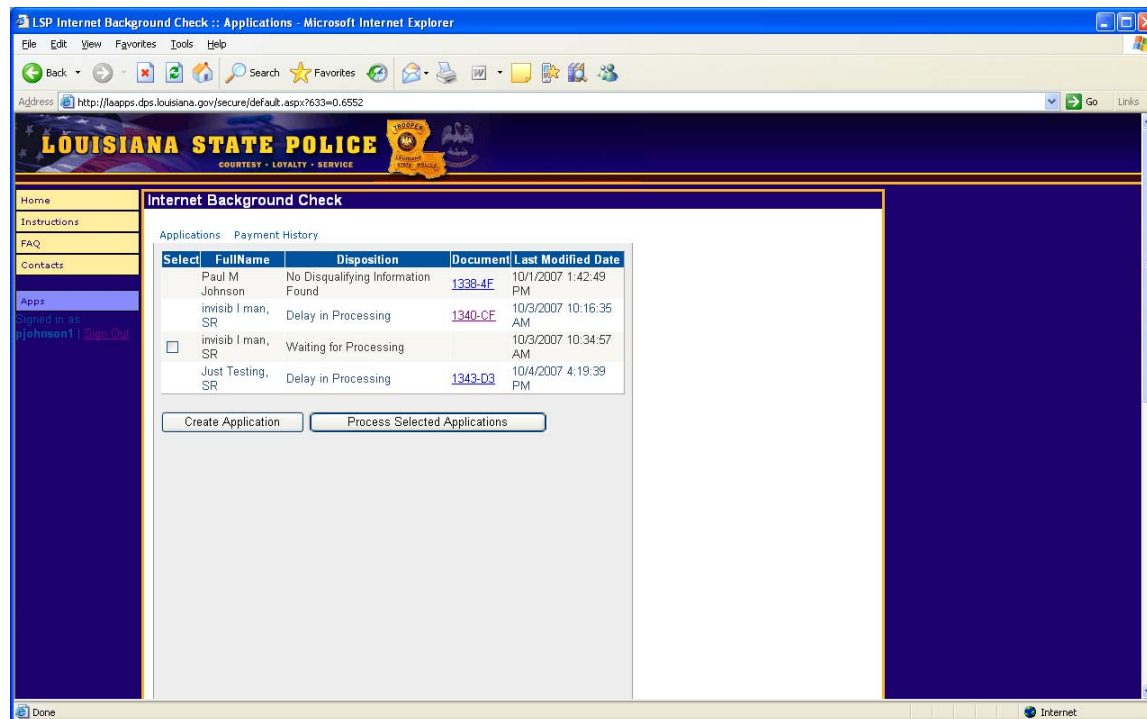 LSP Internet Background Check :: Applications - Microsoft Internet Explorer
File Edit View Favorites Tools Help
Back Search Favorites
Address http://laapps.dps.louisiana.gov/secure/default.aspx?633=0.6552 Go Links
LOUISIANA STATE POLICE
COURTESY - LOYALTY - SERVICE
TROOPER
LOUISIANA
STATE POLICE
Home
Instructions
FAQ
Contacts
Apps
Signed in as
pjohnson1 | Sign Out
Internet Background Check
Applications Payment History
Select FullName Disposition Document Last Modified Date
Paul M Johnson No Disqualifying Information Found 1338-4F 10/1/2007 1:42:49 PM
invisib I man, SR Delay in Processing 1340-CF 10/3/2007 10:16:35 AM
invisib I man, SR Waiting for Processing 10/3/2007 10:34:57 AM
Just Testing, SR Delay in Processing 1343-D3 10/4/2007 4:19:39 PM
Create Application Process Selected Applications
Done Internet